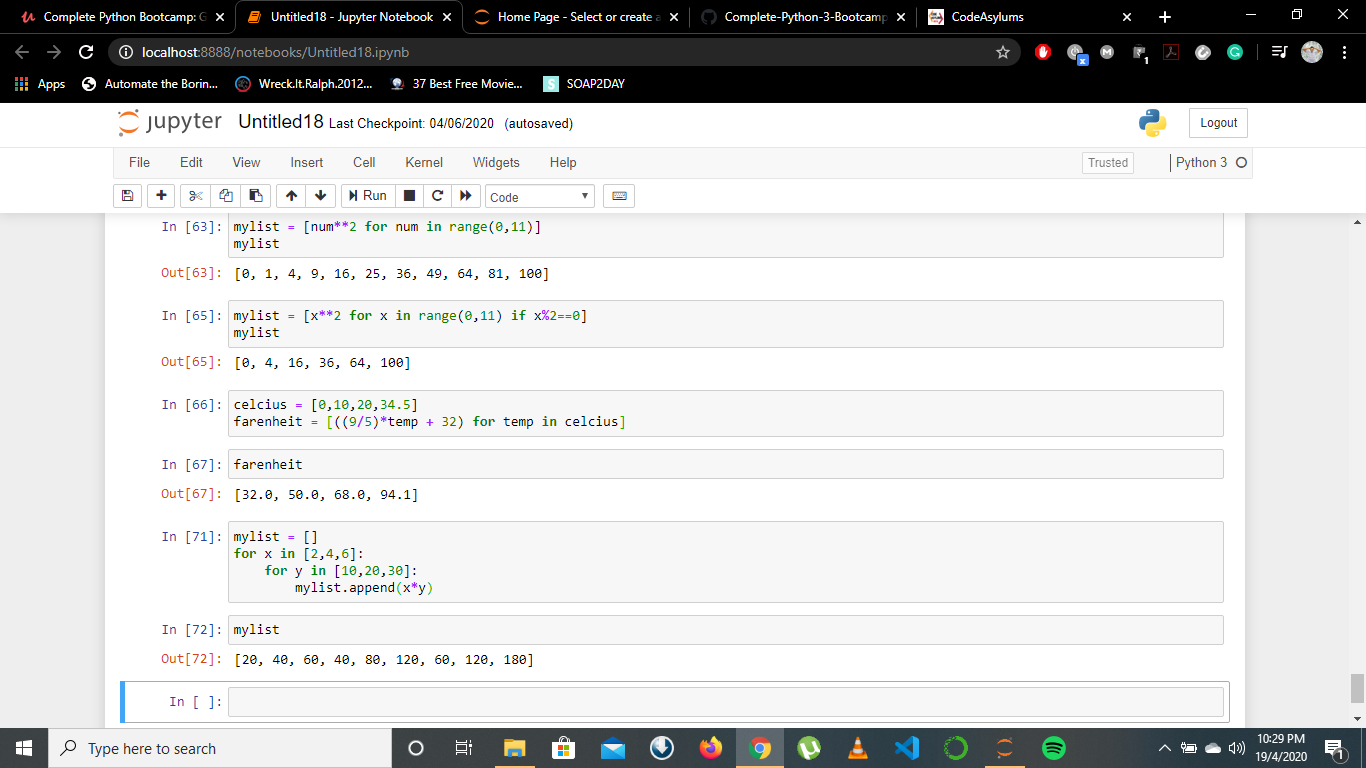 Complete Python Bootcamp: G
Untitled18 - Jupyter Notebook
Home Page - Select or create a
Complete-Python-3-Bootcamp
CodeAsylums
localhost:8888/notebooks/Untitled18.ipynb
Apps
Automate the Borin...
Wreck.It.Ralph.2012...
37 Best Free Movie...
SOAP2DAY
jupyter Untitled18 Last Checkpoint: 04/06/2020 (autosaved)
Logout
File Edit View Insert Cell Kernel Widgets Help
Trusted
Python 3
Run
Code
In [63]: mylist = [num**2 for num in range(0,11)]
mylist
Out[63]: [0, 1, 4, 9, 16, 25, 36, 49, 64, 81, 100]
In [65]: mylist = [x**2 for x in range(0,11) if x%2==0]
mylist
Out[65]: [0, 4, 16, 36, 64, 100]
In [66]: celcius = [0,10,20,34.5]
farenheit = [((9/5)*temp + 32) for temp in celcius]
In [67]: farenheit
Out[67]: [32.0, 50.0, 68.0, 94.1]
In [71]: mylist = []
for x in [2,4,6]:
    for y in [10,20,30]:
        mylist.append(x*y)
In [72]: mylist
Out[72]: [20, 40, 60, 40, 80, 120, 60, 120, 180]
In [ ]:
Type here to search
10:29 PM
19/4/2020
1